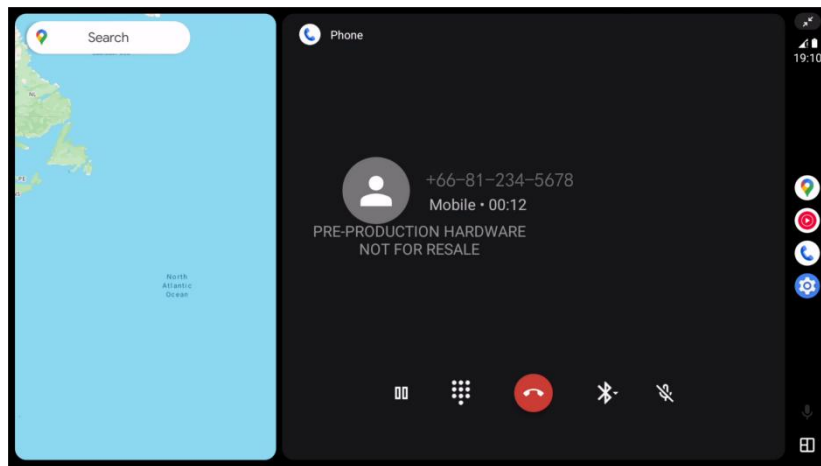 Search
NL
North
Atlantic
Ocean
Phone
+66-81-234-5678
Mobile • 00:12
PRE-PRODUCTION HARDWARE
NOT FOR RESALE
19:10